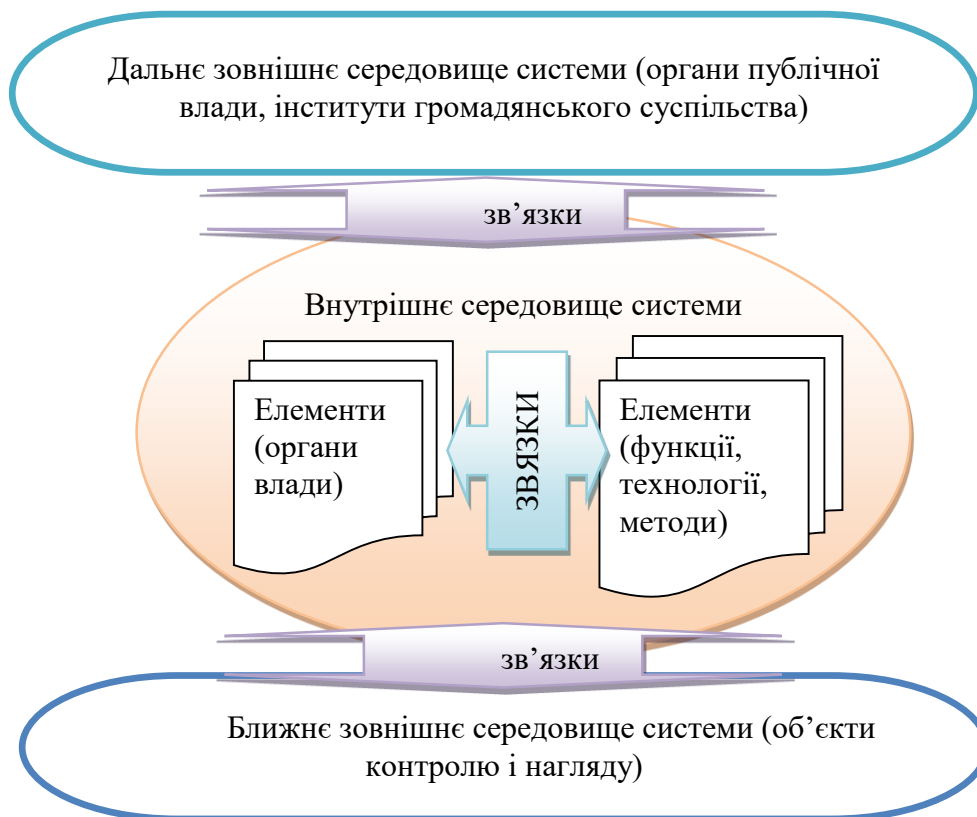 Дальнє зовнішнє середовище системи (органи публічної
влади, інститути громадянського суспільства)
зв’язки
Внутрішнє середовище системи
Елементи
(органи
влади)
ЗВЯЗКИ
Елементи
(функції,
технології,
методи)
зв’язки
Ближнє зовнішнє середовище системи (об’єкти
контролю і нагляду)